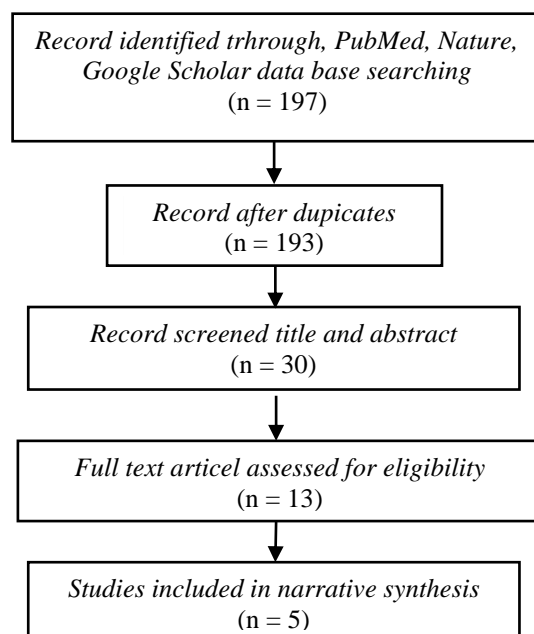 Record identified trhrough, PubMed, Nature,
Google Scholar data base searching
(n = 197)
Record after dupicates
(n = 193)
Record screened title and abstract
(n = 30)
Full text articel assessed for eligibility
(n = 13)
Studies included in narrative synthesis
(n = 5)